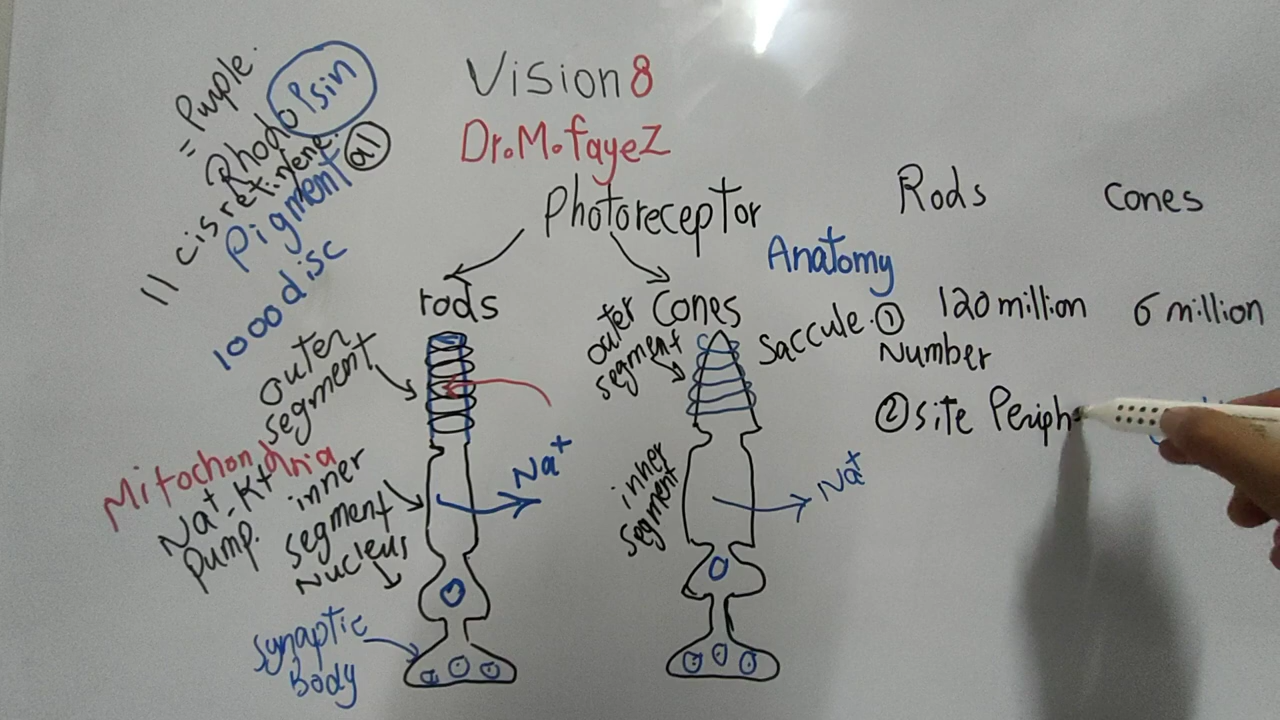 Vision 8
Dr.M.fayez
= Purple.
Rhodopsin
11 cis retinene.
al
Pigment
1000 disc
Photoreceptor
rods
Cones
outer
segment
Mitochondria
Na+-K+
Pump.
inner
segment
Nucleus
Synaptic
Body
Na+
outer
segment
Saccule.
inner
segment
Na+
Rods
Cones
Anatomy
① 120 million 6 million
Number
② Site Periph